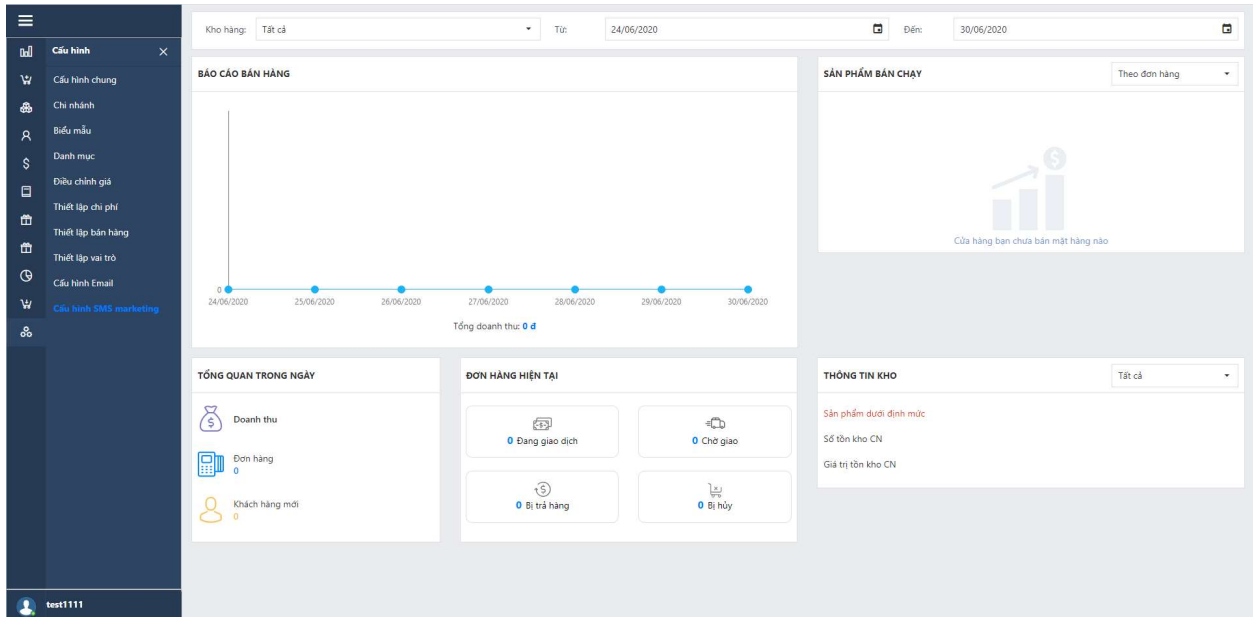 Kho hàng:
Tất cả
Từ:
24/06/2020
Đến:
30/06/2020
Cấu hình
Cấu hình chung
Chi nhánh
Biểu mẫu
Danh mục
Điều chỉnh giá
Thiết lập chi phí
Thiết lập bán hàng
Thiết lập vai trò
Cấu hình Email
Cấu hình SMS marketing
test1111
BÁO CÁO BÁN HÀNG
0
24/06/2020
25/06/2020
26/06/2020
27/06/2020
28/06/2020
29/06/2020
30/06/2020
Tổng doanh thu: 0 đ
SẢN PHẨM BÁN CHẠY
Theo đơn hàng
Cửa hàng bạn chưa bán mặt hàng nào
TỔNG QUAN TRONG NGÀY
Doanh thu
Đơn hàng
0
Khách hàng mới
0
ĐƠN HÀNG HIỆN TẠI
0 Đang giao dịch
0 Chờ giao
0 Bị trả hàng
0 Bị hủy
THÔNG TIN KHO
Tất cả
Sản phẩm dưới định mức
Số tồn kho CN
Giá trị tồn kho CN